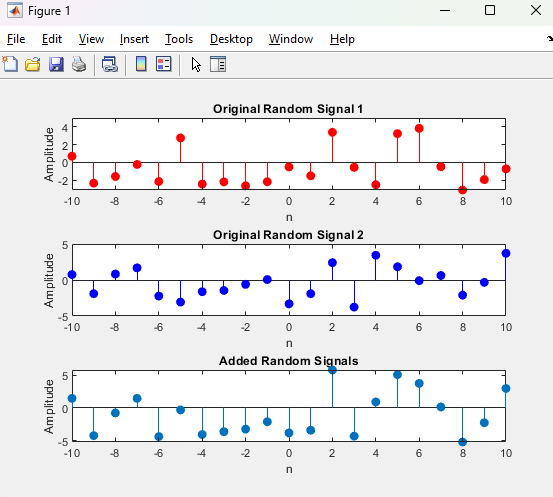 Figure 1
File Edit View Insert Tools Desktop Window Help
Original Random Signal 1
Amplitude
4
2
0
-2
-10 -8 -6 -4 -2 0 2 4 6 8 10
n
Original Random Signal 2
Amplitude
5
0
-5
-10 -8 -6 -4 -2 0 2 4 6 8 10
n
Added Random Signals
Amplitude
5
0
-5
-10 -8 -6 -4 -2 0 2 4 6 8 10
n